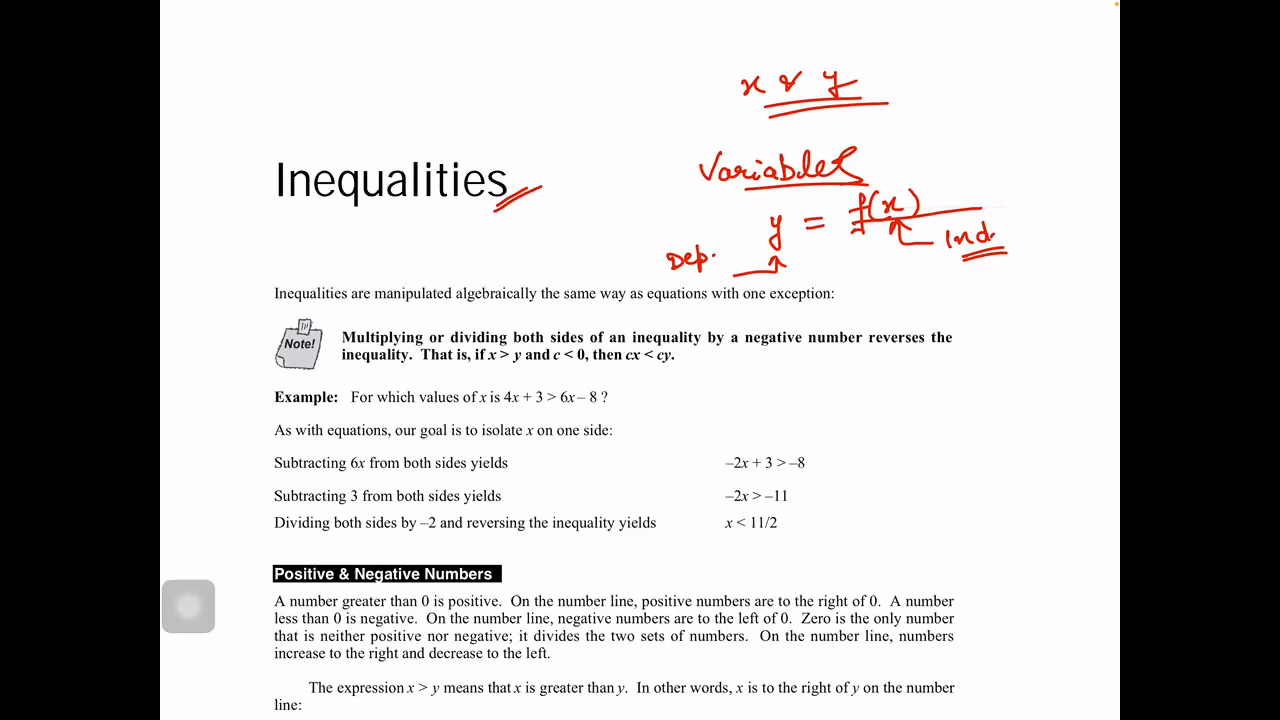 x & y
Inequalities
Variables
y = f(x)
Dep.
Ind.
Inequalities are manipulated algebraically the same way as equations with one exception:
Note!
Multiplying or dividing both sides of an inequality by a negative number reverses the
inequality. That is, if x > y and c < 0, then cx < cy.
Example: For which values of x is 4x + 3 > 6x – 8 ?
As with equations, our goal is to isolate x on one side:
Subtracting 6x from both sides yields –2x + 3 > –8
Subtracting 3 from both sides yields –2x > –11
Dividing both sides by –2 and reversing the inequality yields x < 11/2
Positive & Negative Numbers
A number greater than 0 is positive. On the number line, positive numbers are to the right of 0. A number
less than 0 is negative. On the number line, negative numbers are to the left of 0. Zero is the only number
that is neither positive nor negative; it divides the two sets of numbers. On the number line, numbers
increase to the right and decrease to the left.
The expression x > y means that x is greater than y. In other words, x is to the right of y on the number
line: